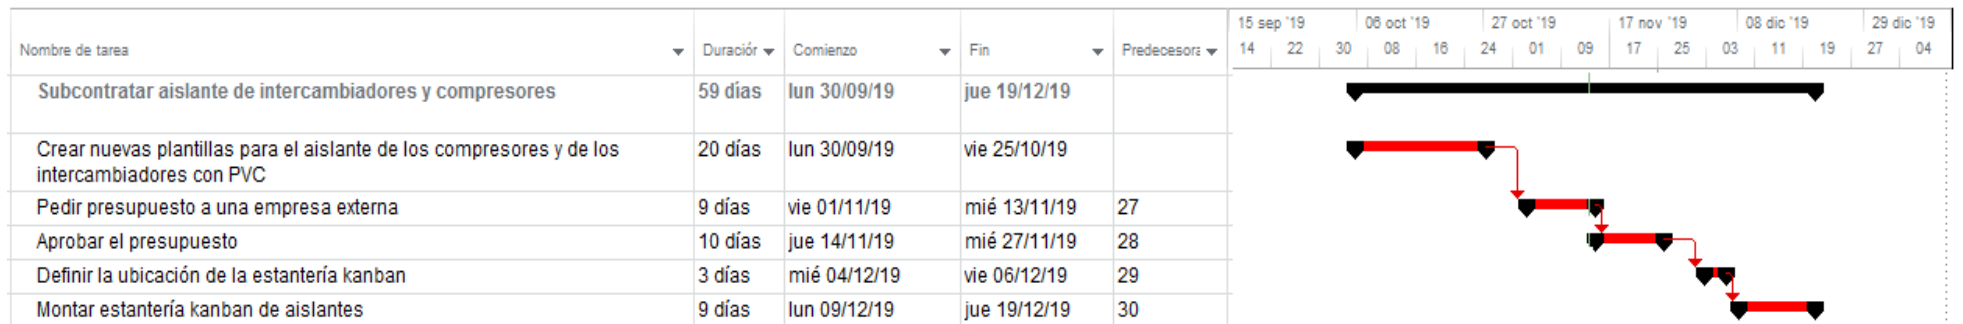 15 sep '19 06 oct '19 27 oct '19 17 nov '19 08 dic '19 29 dic '19
Nombre de tarea Duraciór Comienzo Fin Predecesora 14 22 30 08 16 24 01 09 17 25 03 11 19 27 04
Subcontratar aislante de intercambiadores y compresores 59 días lun 30/09/19 jue 19/12/19
Crear nuevas plantillas para el aislante de los compresores y de los 20 días lun 30/09/19 vie 25/10/19
intercambiadores con PVC
Pedir presupuesto a una empresa externa 9 días vie 01/11/19 mié 13/11/19 27
Aprobar el presupuesto 10 días jue 14/11/19 mié 27/11/19 28
Definir la ubicación de la estantería kanban 3 días mié 04/12/19 vie 06/12/19 29
Montar estantería kanban de aislantes 9 días lun 09/12/19 jue 19/12/19 30